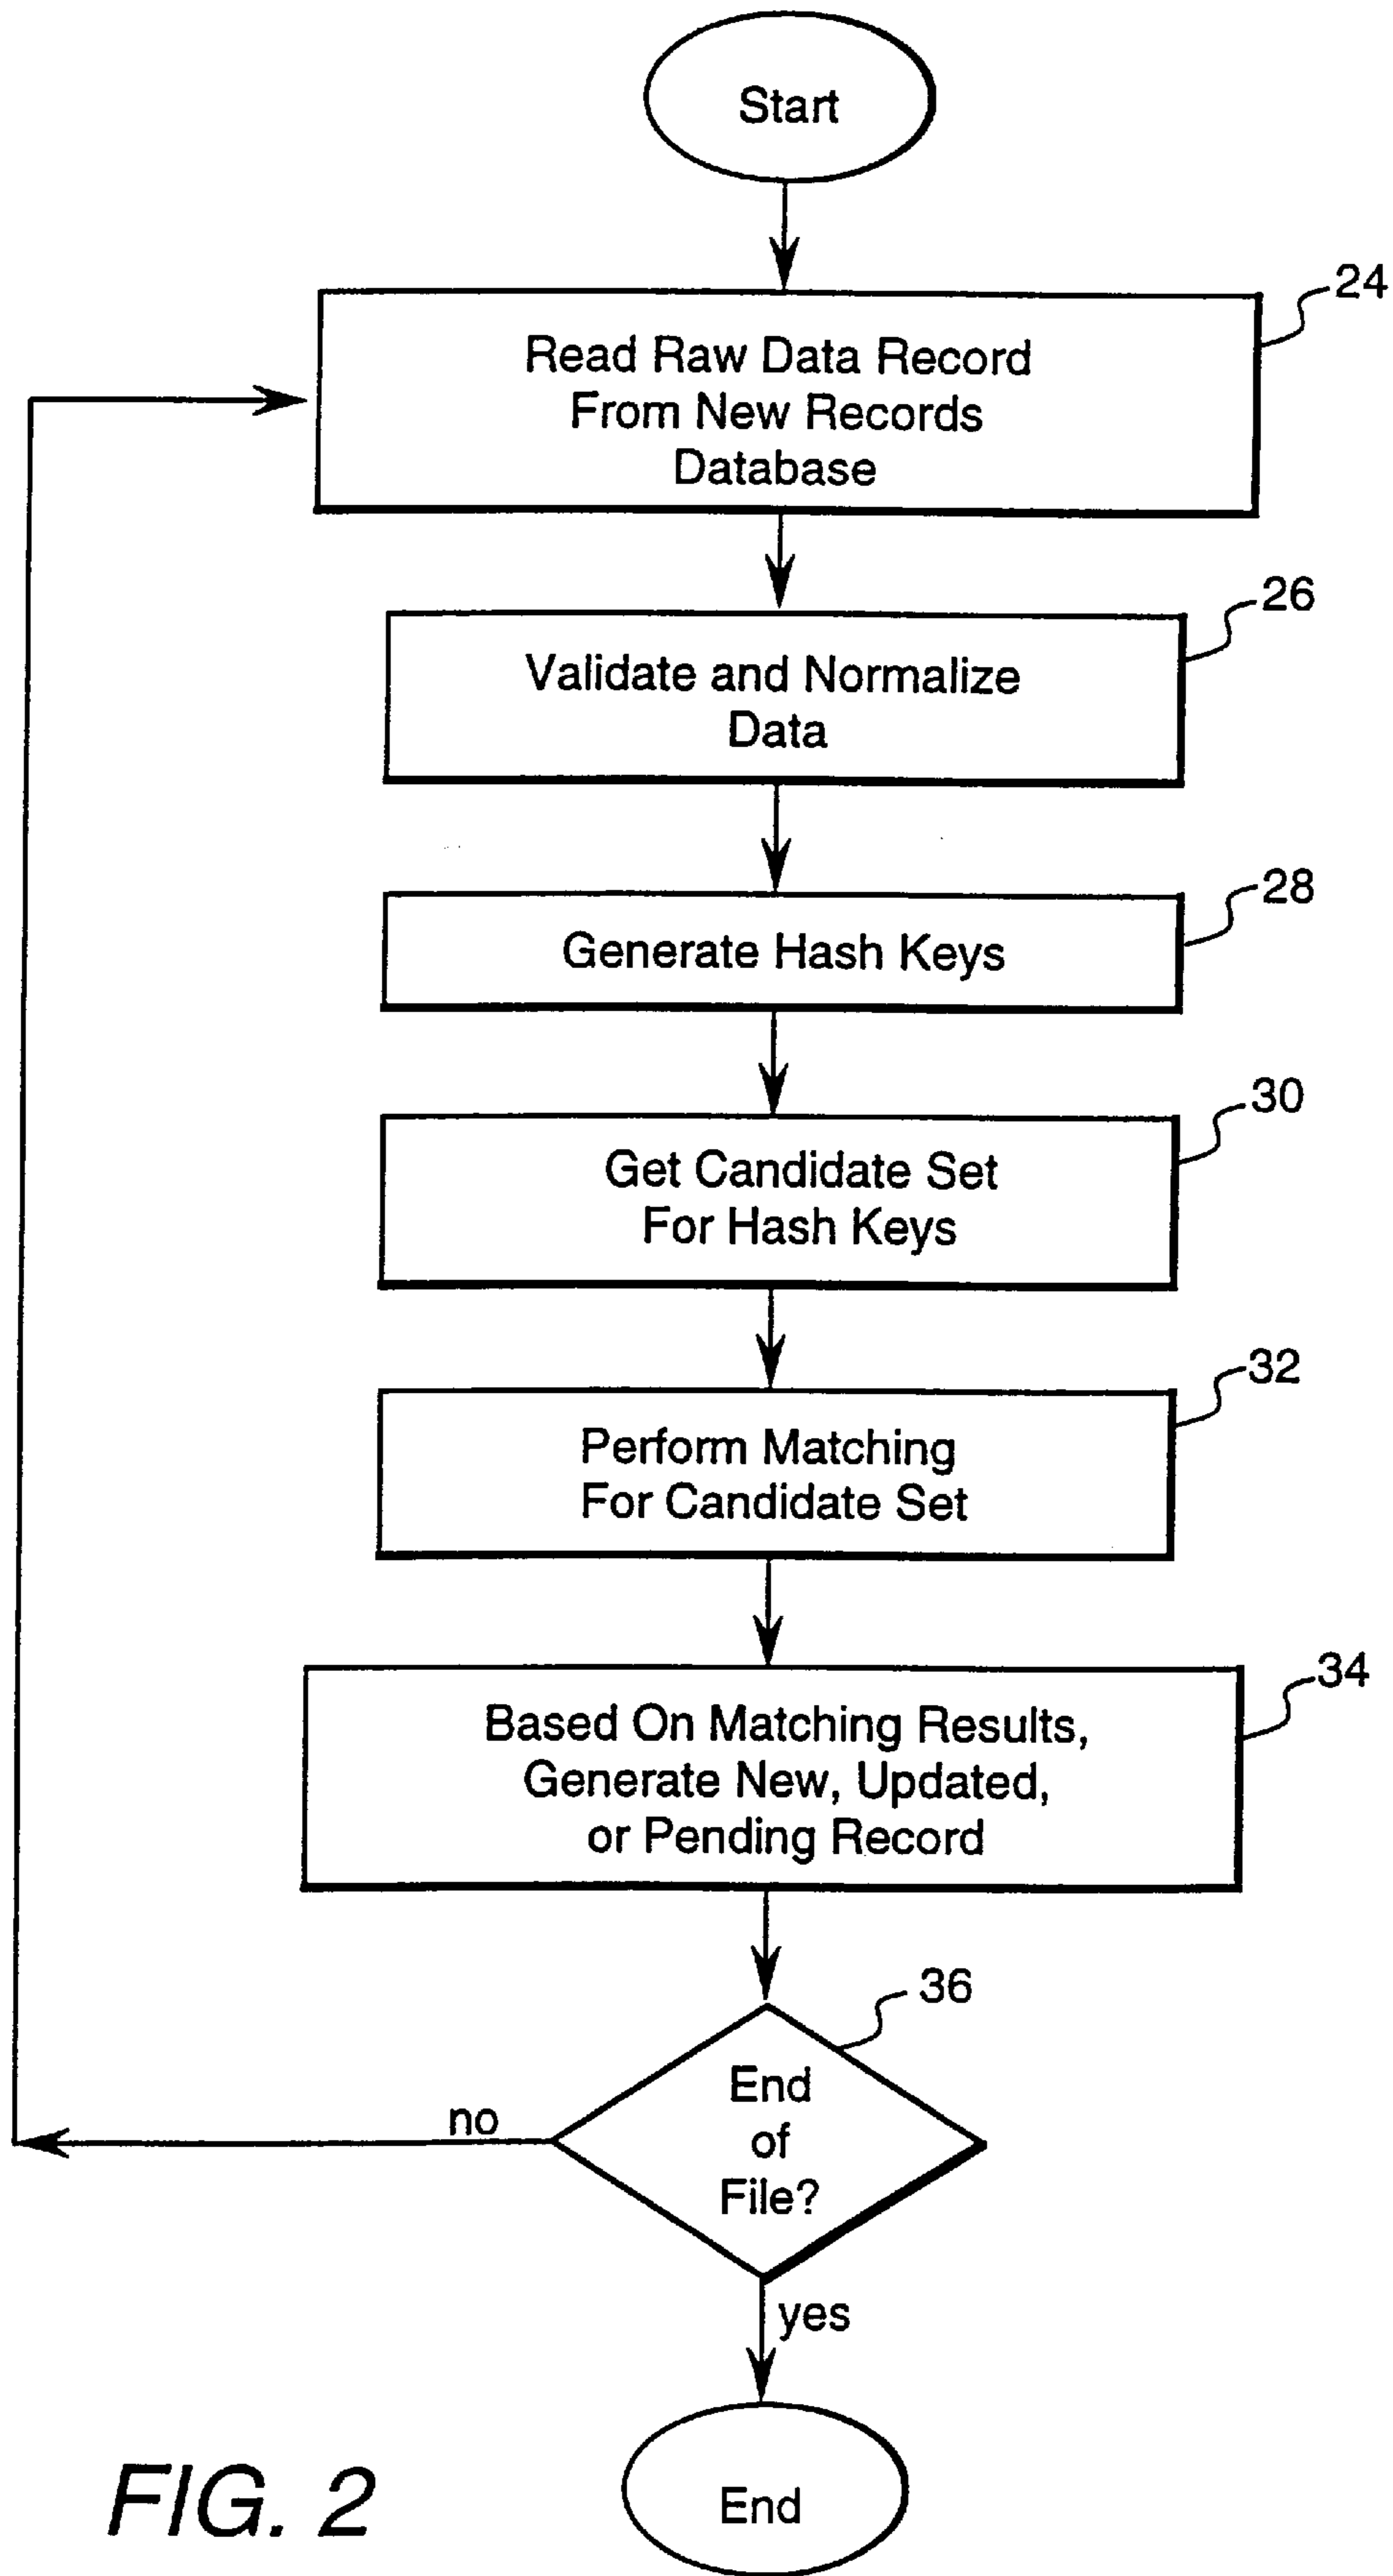 Start
24
Read Raw Data Record
From New Records
Database
26
Validate and Normalize
Data
28
Generate Hash Keys
30
Get Candidate Set
For Hash Keys
32
Perform Matching
For Candidate Set
34
Based On Matching Results,
Generate New, Updated,
or Pending Record
36
End
of
File?
no
yes
End
FIG. 2